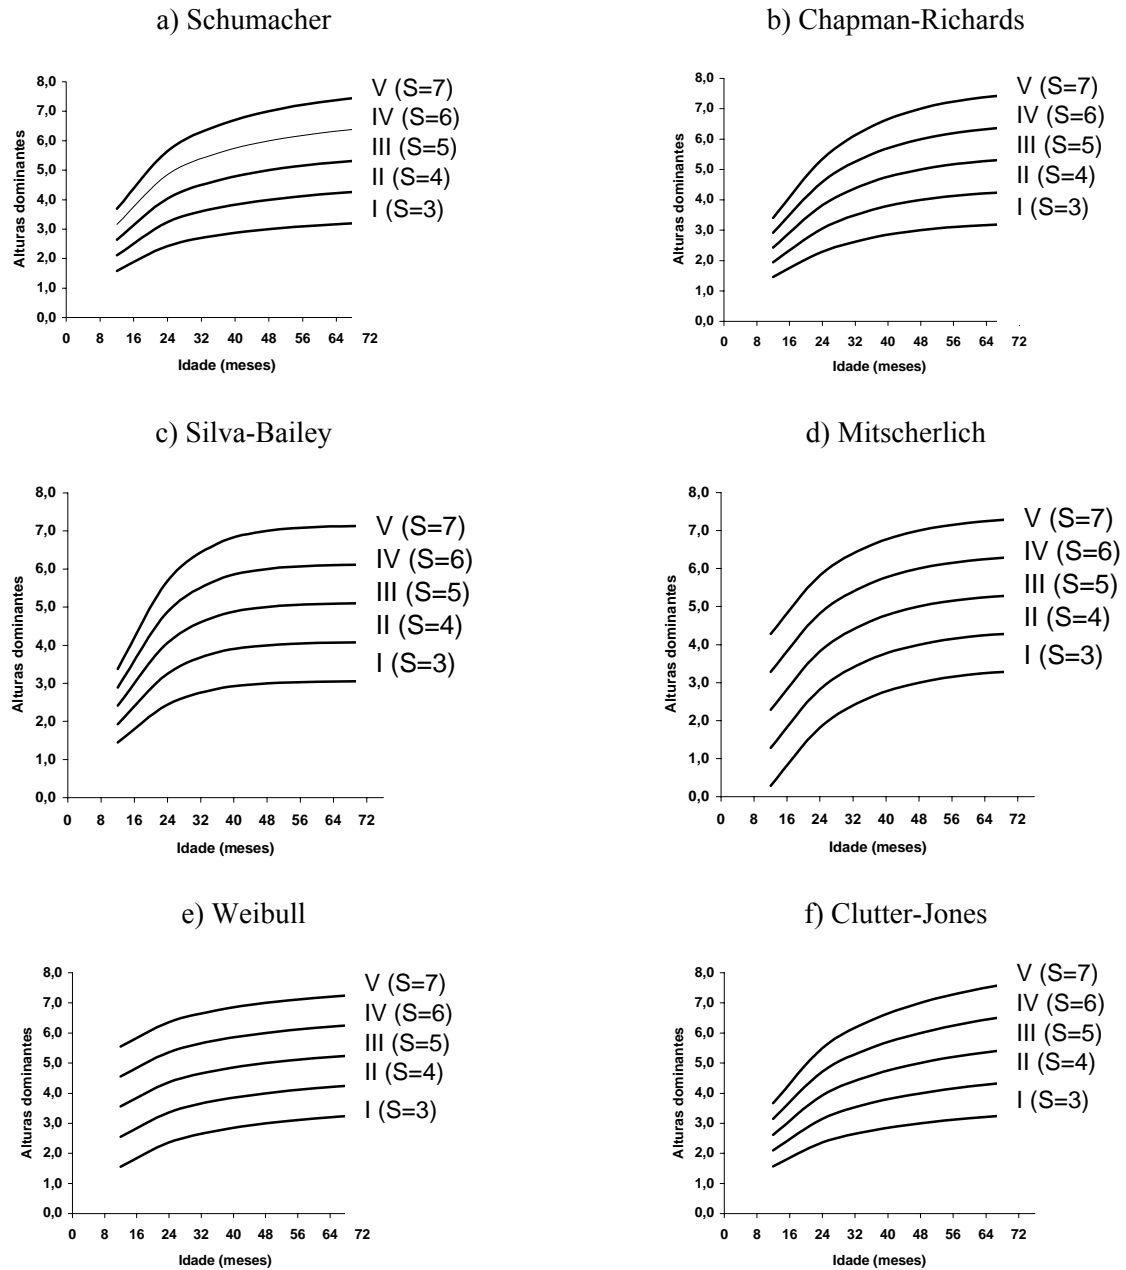 a) Schumacher
b) Chapman-Richards
8,0
7,0
6,0
5,0
4,0
3,0
2,0
1,0
0,0
Alturas dominantes
V (S=7)
IV (S=6)
III (S=5)
II (S=4)
I (S=3)
0 8 16 24 32 40 48 56 64 72
Idade (meses)
8,0
7,0
6,0
5,0
4,0
3,0
2,0
1,0
0,0
Alturas dominantes
V (S=7)
IV (S=6)
III (S=5)
II (S=4)
I (S=3)
0 8 16 24 32 40 48 56 64 72
Idade (meses)
c) Silva-Bailey
d) Mitscherlich
8,0
7,0
6,0
5,0
4,0
3,0
2,0
1,0
0,0
Alturas dominantes
V (S=7)
IV (S=6)
III (S=5)
II (S=4)
I (S=3)
0 8 16 24 32 40 48 56 64 72
Idade (meses)
8,0
7,0
6,0
5,0
4,0
3,0
2,0
1,0
0,0
Alturas dominantes
V (S=7)
IV (S=6)
III (S=5)
II (S=4)
I (S=3)
0 8 16 24 32 40 48 56 64 72
Idade (meses)
e) Weibull
f) Clutter-Jones
8,0
7,0
6,0
5,0
4,0
3,0
2,0
1,0
0,0
Alturas dominantes
V (S=7)
IV (S=6)
III (S=5)
II (S=4)
I (S=3)
0 8 16 24 32 40 48 56 64 72
Idade (meses)
8,0
7,0
6,0
5,0
4,0
3,0
2,0
1,0
0,0
Alturas dominantes
V (S=7)
IV (S=6)
III (S=5)
II (S=4)
I (S=3)
0 8 16 24 32 40 48 56 64 72
Idade (meses)